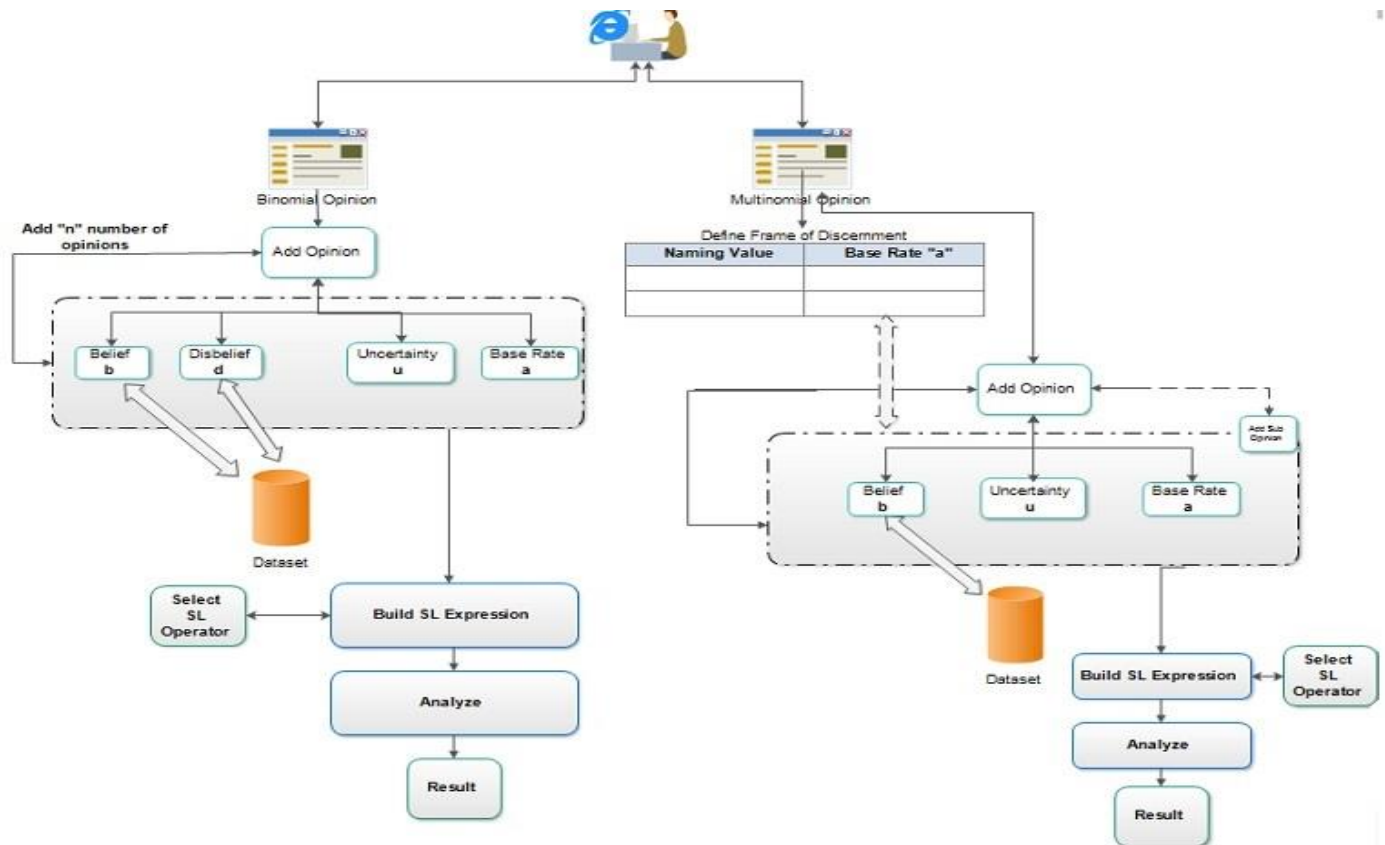 Binomial Opinion
Add "n" number of
opinions
Add Opinion
Belief
b
Disbelief
d
Uncertainty
u
Base Rate
a
Dataset
Select
SL
Operator
Build SL Expression
Analyze
Result
Multinomial Opinion
Define Frame of Discernment
Naming Value
Base Rate "a"
Add Opinion
Add Sub
Opinion
Belief
b
Uncertainty
u
Base Rate
a
Dataset
Build SL Expression
Select
SL
Operator
Analyze
Result